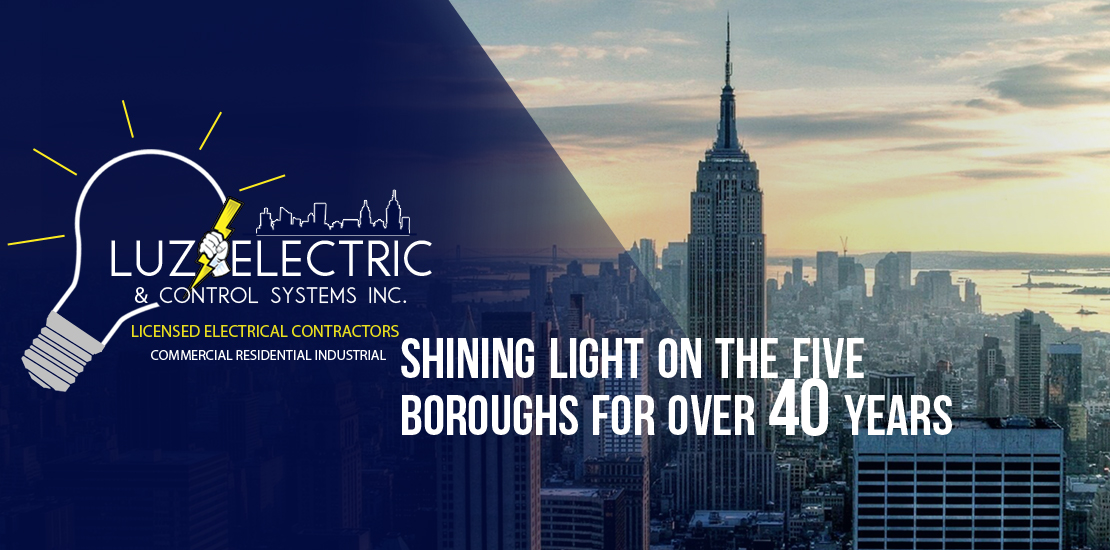 LUZ ELECTRIC
& CONTROL SYSTEMS INC.
LICENSED ELECTRICAL CONTRACTORS
COMMERCIAL RESIDENTIAL INDUSTRIAL
SHINING LIGHT ON THE FIVE
BOROUGHS FOR OVER 40 YEARS